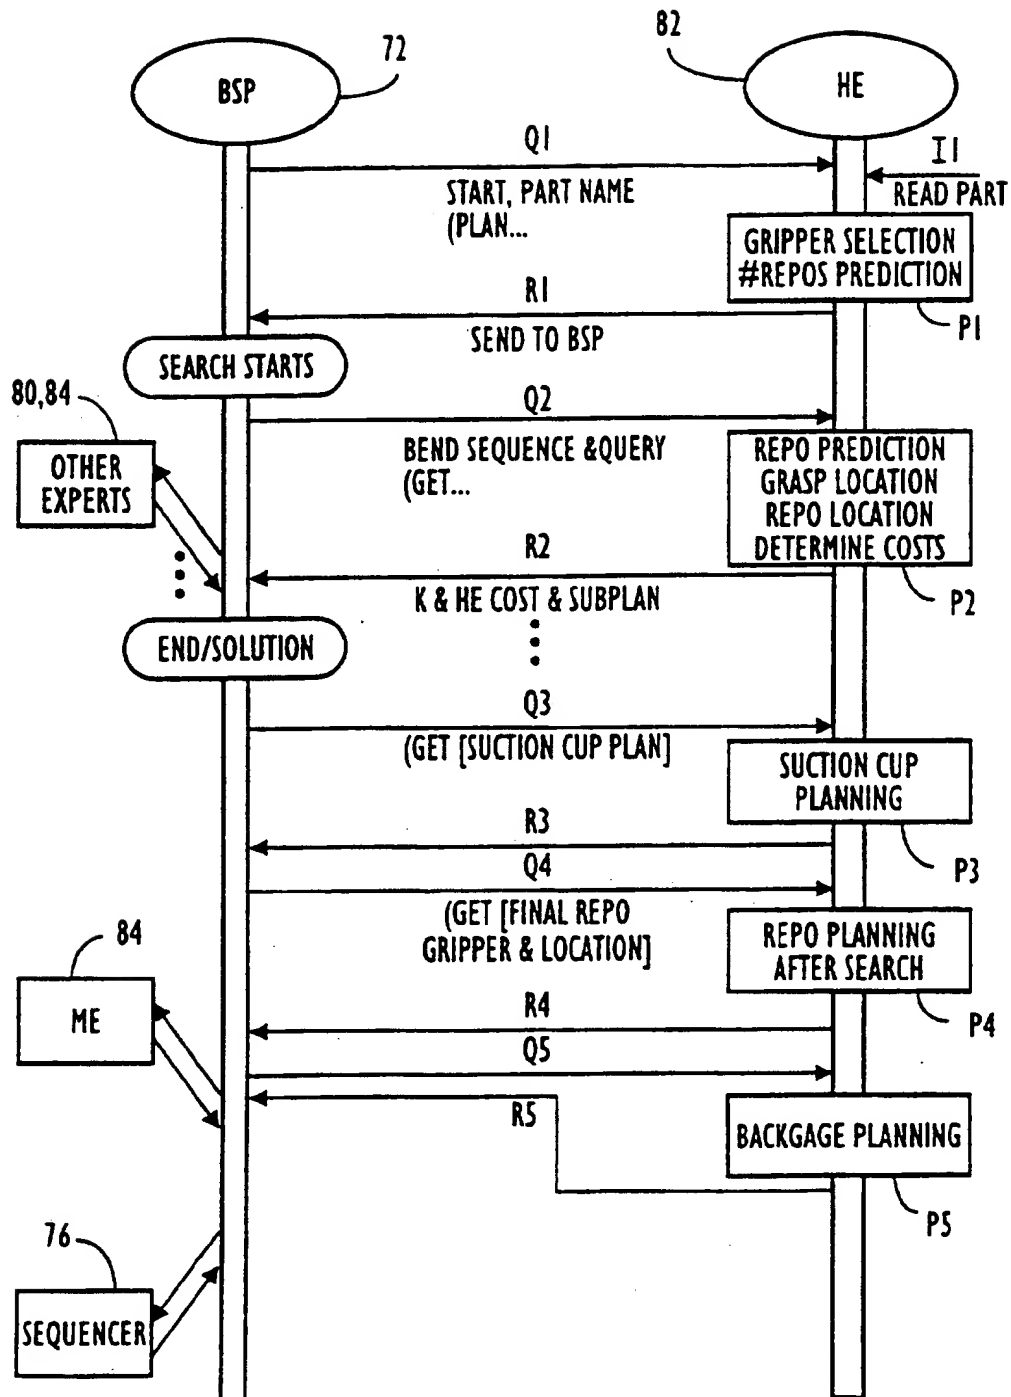 72
82
BSP
HE
Q1
I1
START, PART NAME
(PLAN...
READ PART
GRIPPER SELECTION
#REPOS PREDICTION
R1
P1
SEND TO BSP
SEARCH STARTS
80,84
Q2
OTHER
EXPERTS
BEND SEQUENCE &QUERY
(GET...
REPO PREDICTION
GRASP LOCATION
REPO LOCATION
DETERMINE COSTS
R2
K & HE COST & SUBPLAN
P2
END/SOLUTION
Q3
(GET [SUCTION CUP PLAN]
SUCTION CUP
PLANNING
R3
P3
Q4
(GET [FINAL REPO
GRIPPER & LOCATION]
REPO PLANNING
AFTER SEARCH
84
ME
R4
P4
Q5
R5
BACKGAGE PLANNING
P5
76
SEQUENCER